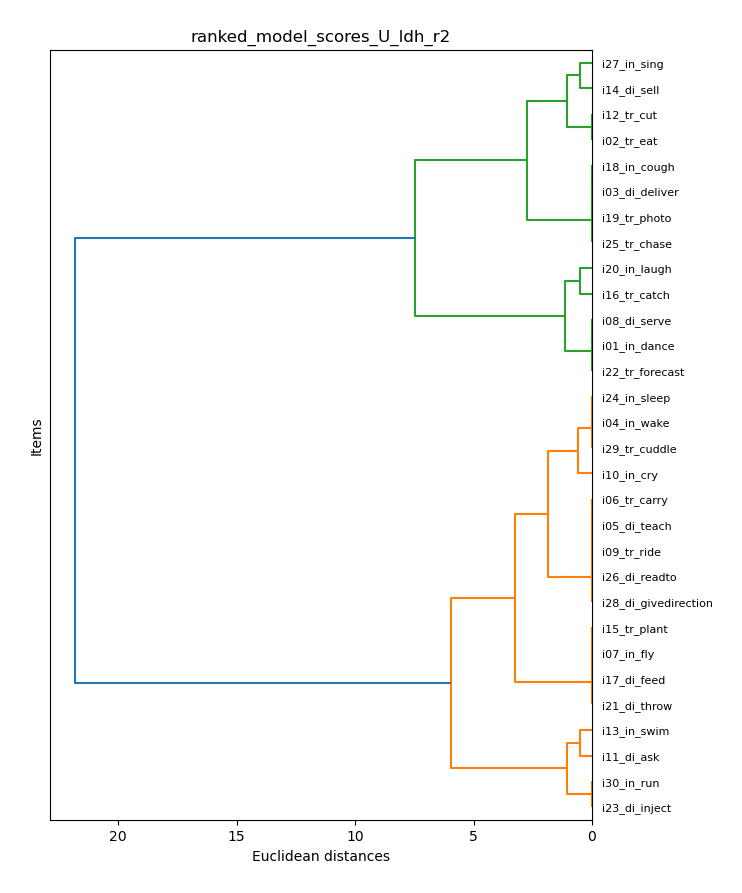 ranked_model_scores_U_ldh_r2
i27_in_sing
i14_di_sell
i12_tr_cut
i02_tr_eat
i18_in_cough
i03_di_deliver
i19_tr_photo
i25_tr_chase
i20_in_laugh
i16_tr_catch
i08_di_serve
i01_in_dance
i22_tr_forecast
i24_in_sleep
i04_in_wake
i29_tr_cuddle
i10_in_cry
i06_tr_carry
i05_di_teach
i09_tr_ride
i26_di_readto
i28_di_givedirection
i15_tr_plant
i07_in_fly
i17_di_feed
i21_di_throw
i13_in_swim
i11_di_ask
i30_in_run
i23_di_inject
Items
20 15 10 5 0
Euclidean distances